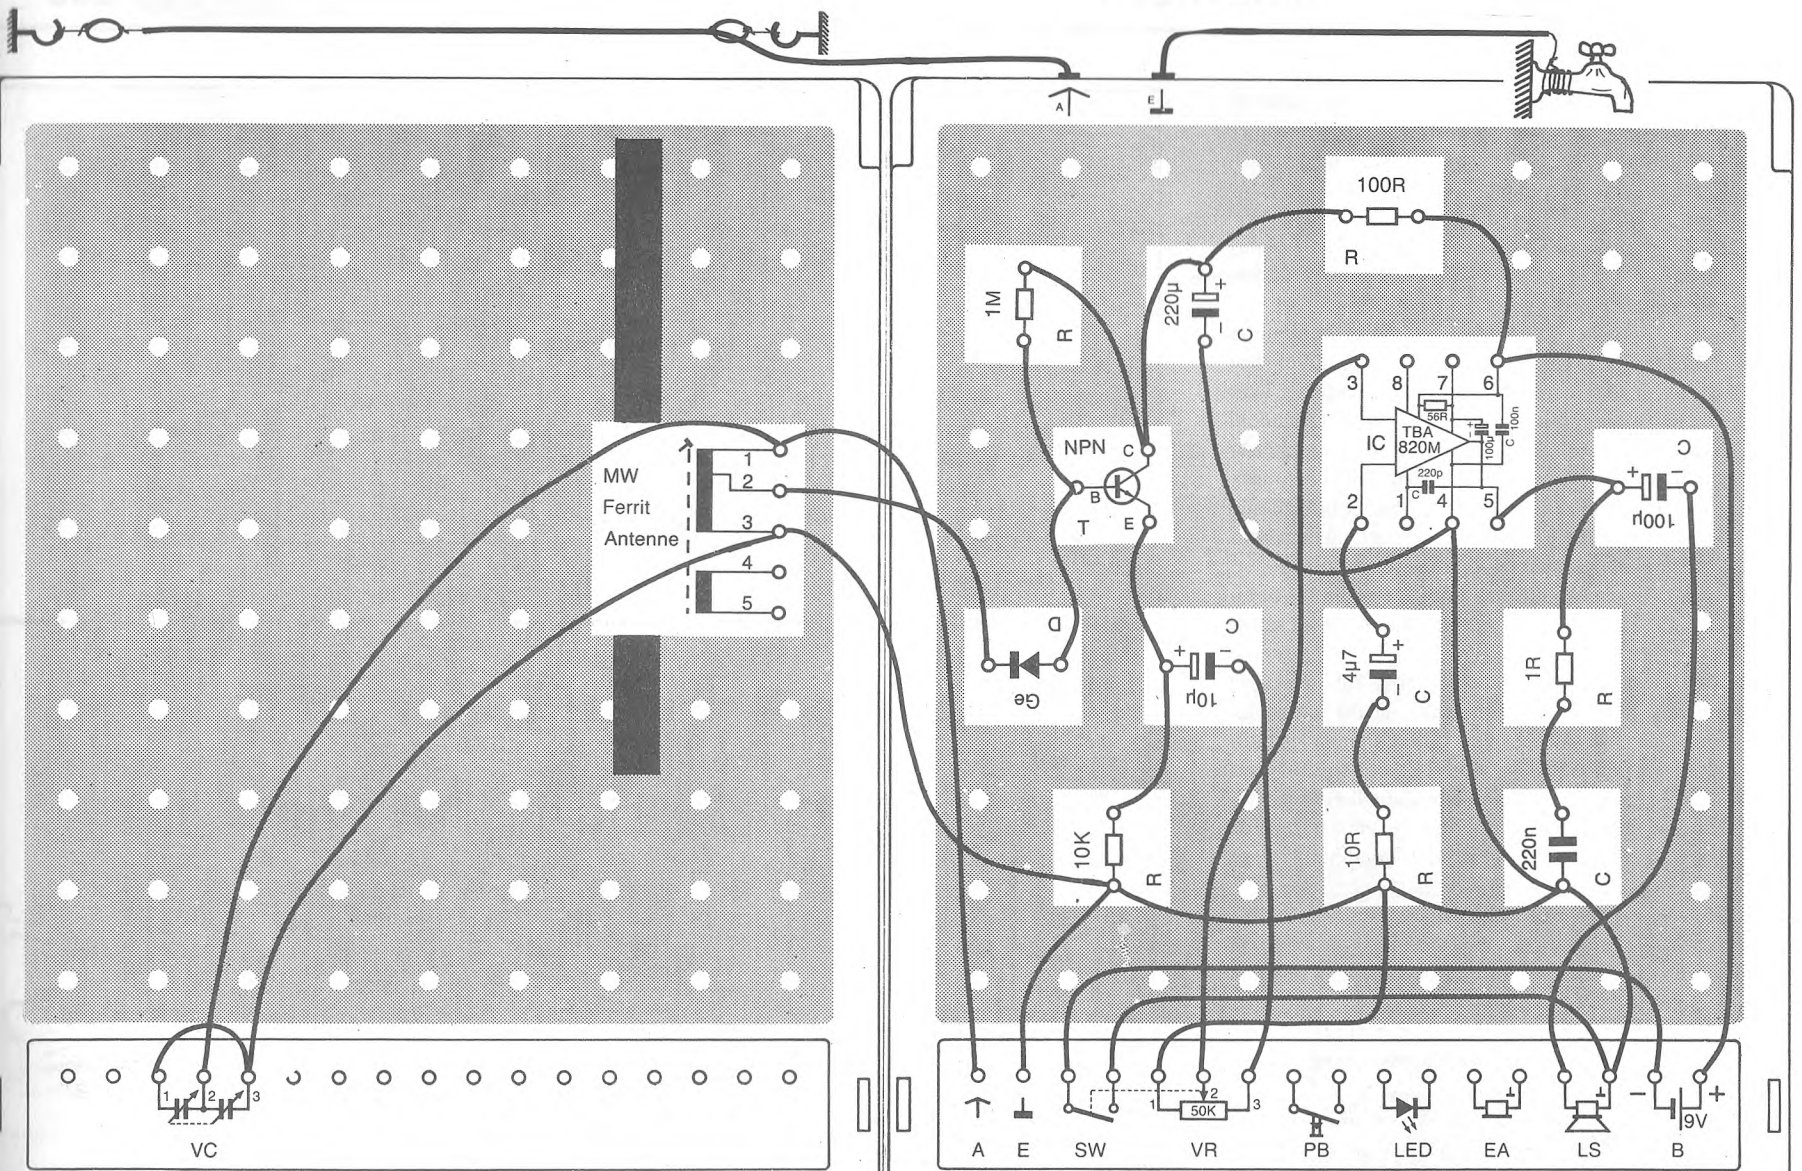 A
E
100R
R
1M
R
220µ
+
−
C
3 8 7 6
56R
100n
C
+
−
100µ
TBA
820M
IC
220p
C
2 1 4 5
C
+ −
100µ
NPN
C
B
T
E
MW
Ferrit
Antenne
1
2
3
4
5
D
Ge
C
+ −
10µ
4µ7
+
−
C
1R
R
10K
R
10R
R
220n
C
1 2 3
VC
1 2 3
50K
− +
9V
A E SW VR PB LED EA LS B